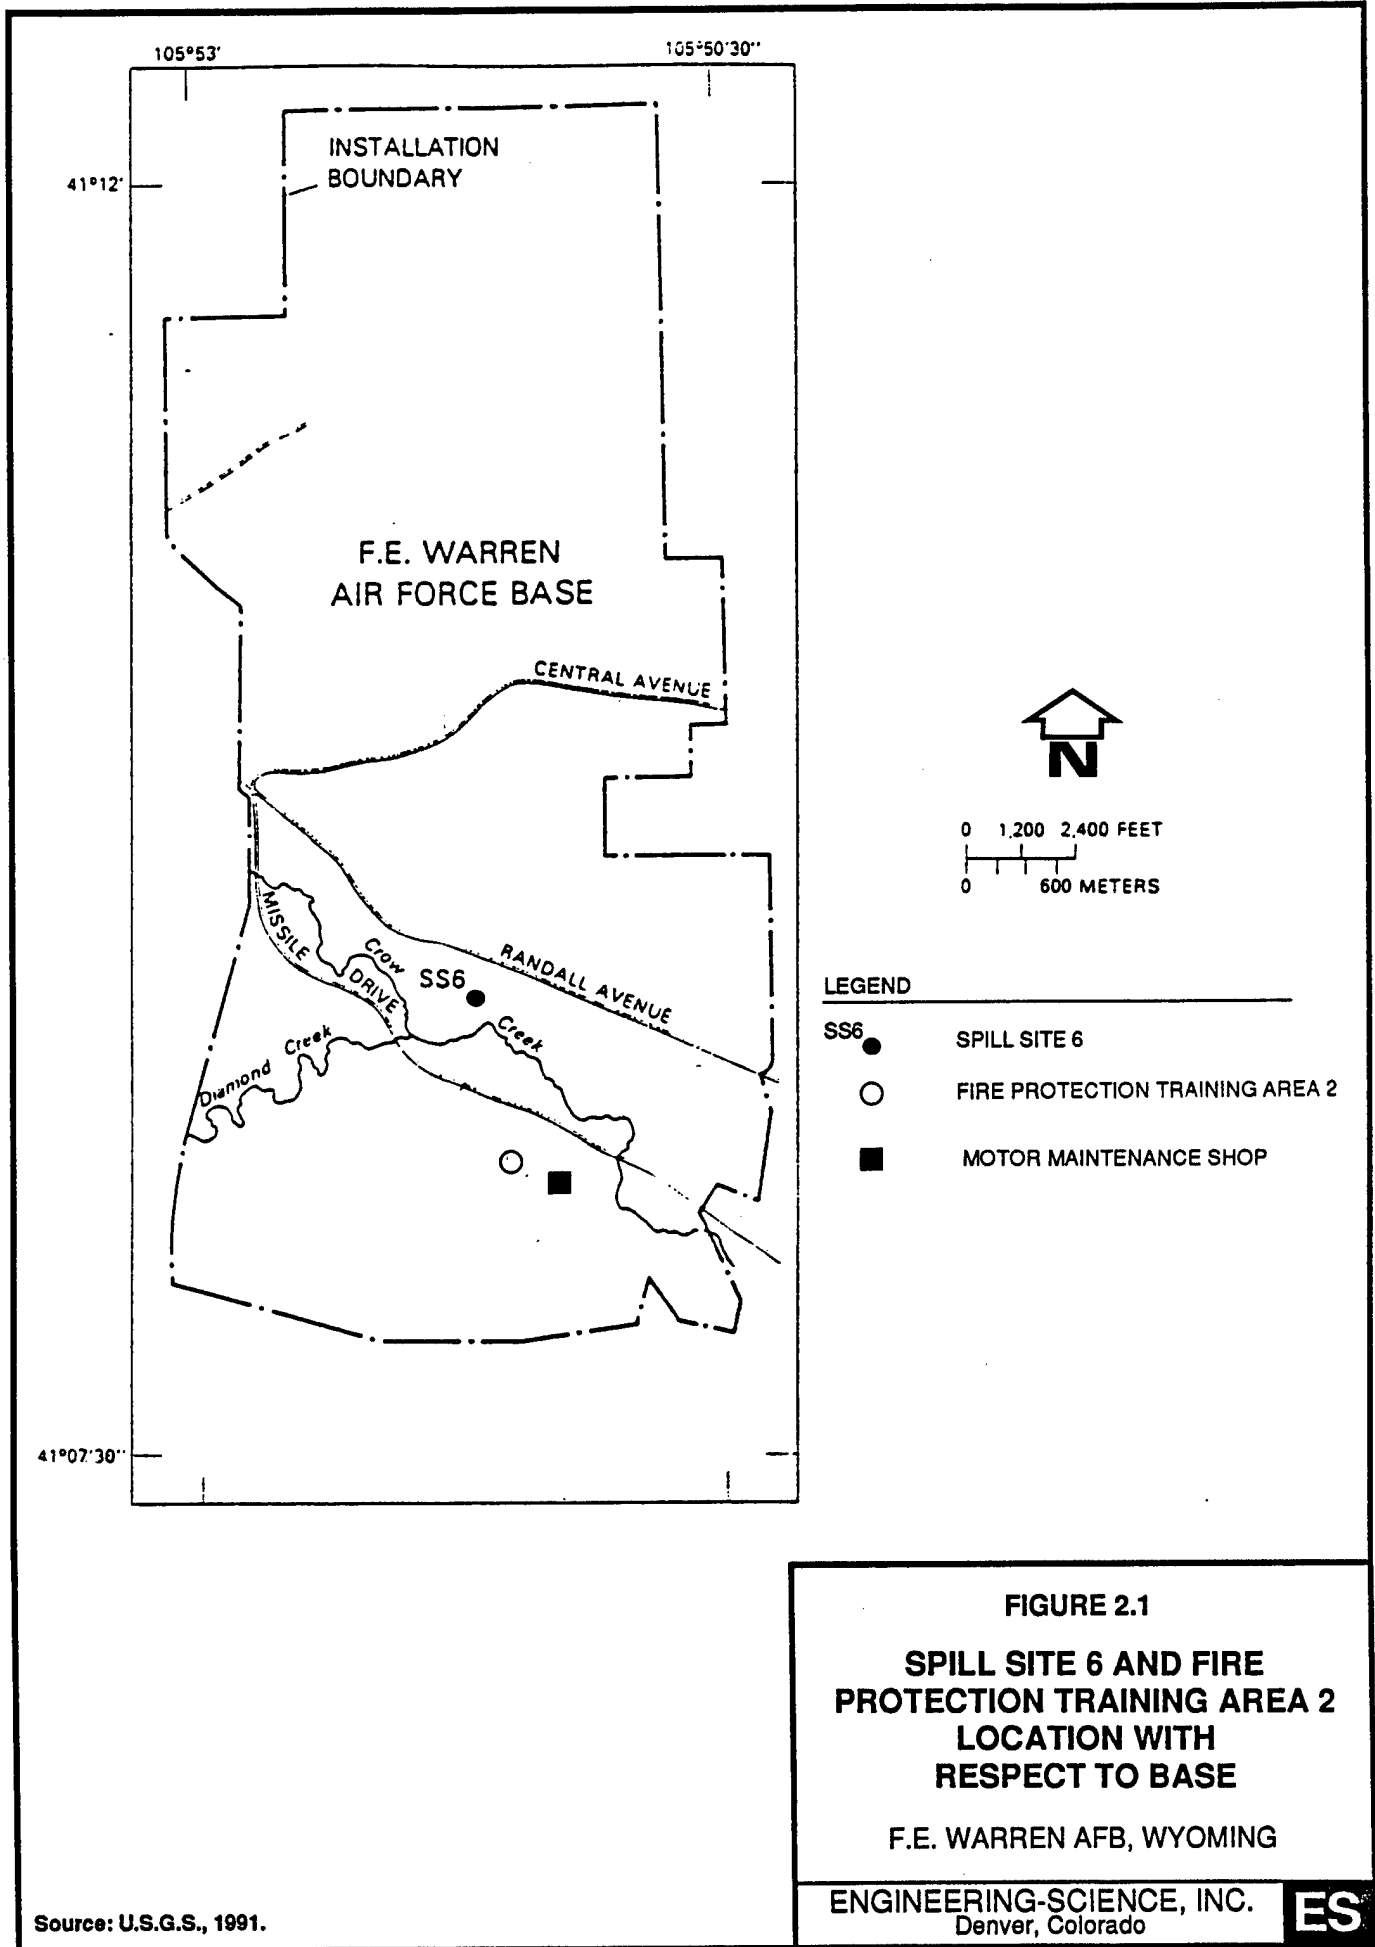 105°53'
105°50'30"
INSTALLATION
BOUNDARY
41°12'
F.E. WARREN
AIR FORCE BASE
CENTRAL AVENUE
N
0 1,200 2,400 FEET
0 600 METERS
MISSILE
DRIVE
Crow
Creek
SS6
RANDALL AVENUE
Diamond Creek
LEGEND
SS6 SPILL SITE 6
FIRE PROTECTION TRAINING AREA 2
MOTOR MAINTENANCE SHOP
41°07'30"
FIGURE 2.1
SPILL SITE 6 AND FIRE
PROTECTION TRAINING AREA 2
LOCATION WITH
RESPECT TO BASE
F.E. WARREN AFB, WYOMING
ENGINEERING-SCIENCE, INC.
Denver, Colorado
ES
Source: U.S.G.S., 1991.